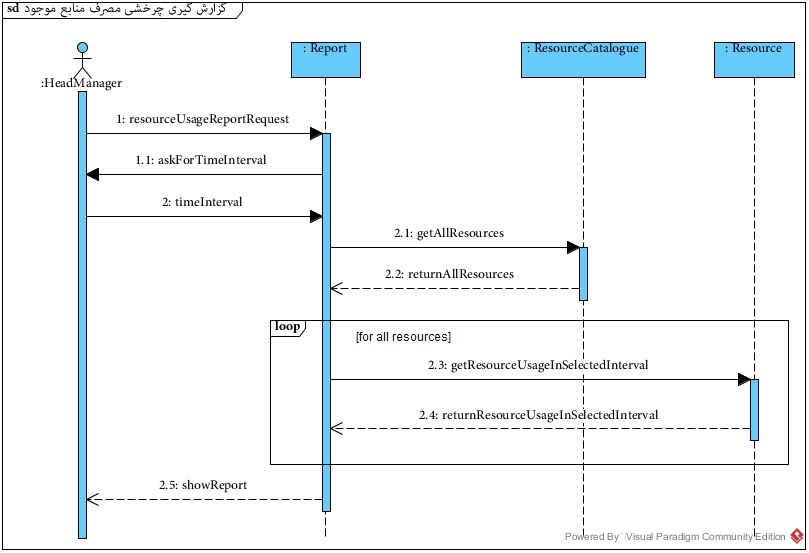 sd گزارش گیری چرخشی مصرف منابع موجود
: Report
: ResourceCatalogue
: Resource
:HeadManager
1: resourceUsageReportRequest
1.1: askForTimeInterval
2: timeInterval
2.1: getAllResources
2.2: returnAllResources
loop
[for all resources]
2.3: getResourceUsageInSelectedInterval
2.4: returnResourceUsageInSelectedInterval
2.5: showReport
Powered By Visual Paradigm Community Edition